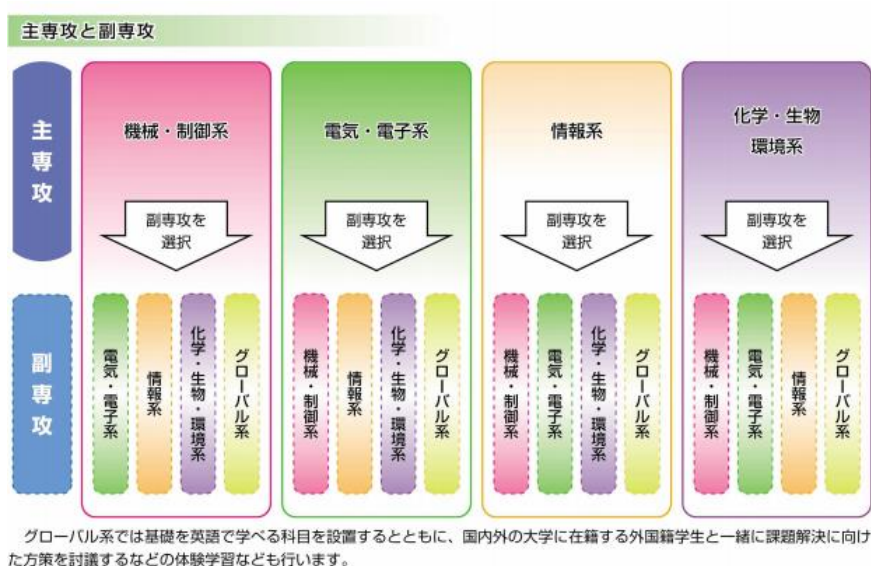 主専攻と副専攻
主専攻
機械・制御系
電気・電子系
情報系
化学・生物
環境系
副専攻を
選択
副専攻を
選択
副専攻を
選択
副専攻を
選択
副専攻
電気・電子系
情報系
化学・生物・環境系
グローバル系
機械・制御系
情報系
化学・生物・環境系
グローバル系
機械・制御系
電気・電子系
化学・生物・環境系
グローバル系
機械・制御系
電気・電子系
情報系
グローバル系
グローバル系では基礎を英語で学べる科目を設置するとともに、国内外の大学に在籍する外国籍学生と一緒に課題解決に向け
た方策を討議するなどの体験学習なども行います。